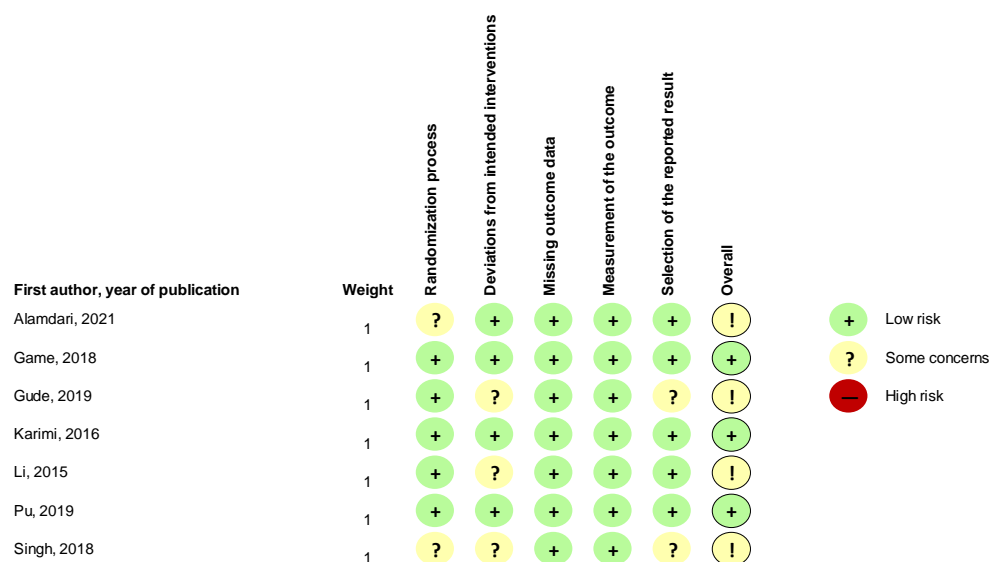 Randomization process
Deviations from intended interventions
Missing outcome data
Measurement of the outcome
Selection of the reported result
Overall
First author, year of publication Weight
Alamdari, 2021 1 ? + + + + !
Game, 2018 1 + + + + + +
Gude, 2019 1 + ? + + ? !
Karimi, 2016 1 + + + + + +
Li, 2015 1 + ? + + + !
Pu, 2019 1 + + + + + +
Singh, 2018 1 ? ? + + ? !
+ Low risk
? Some concerns
— High risk